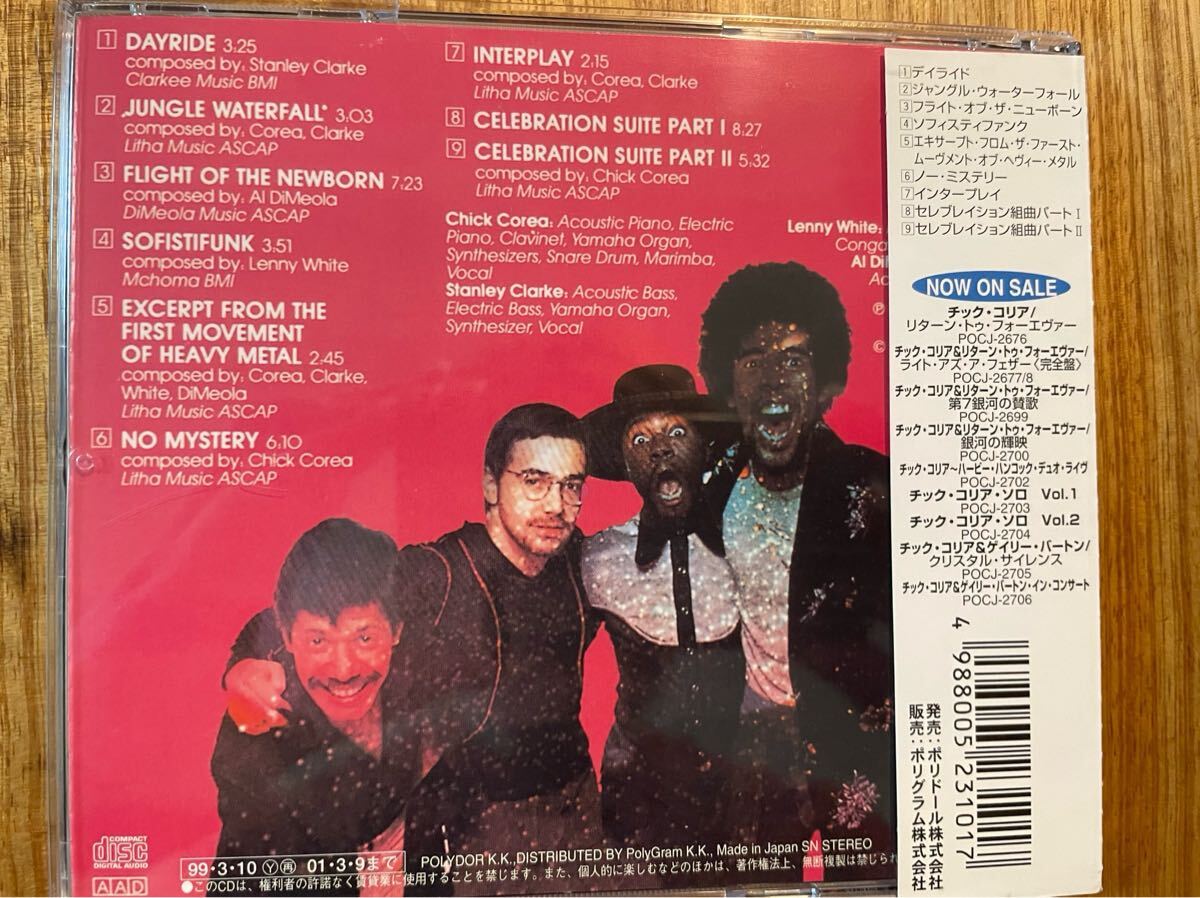 1 DAYRIDE 3:25
composed by: Stanley Clarke
Clarkee Music BMI
2 JUNGLE WATERFALL* 3:03
composed by: Corea, Clarke
Litha Music ASCAP
3 FLIGHT OF THE NEWBORN 7:23
composed by: Al DiMeola
DiMeola Music ASCAP
4 SOFISTIFUNK 3:51
composed by: Lenny White
Mchoma BMI
5 EXCERPT FROM THE
FIRST MOVEMENT
OF HEAVY METAL 2:45
composed by: Corea, Clarke,
White, DiMeola
Litha Music ASCAP
6 NO MYSTERY 6:10
composed by: Chick Corea
Litha Music ASCAP
7 INTERPLAY 2:15
composed by: Corea, Clarke
Litha Music ASCAP
8 CELEBRATION SUITE PART I 8:27
9 CELEBRATION SUITE PART II 5:32
composed by: Chick Corea
Litha Music ASCAP
Chick Corea: Acoustic Piano, Electric
Piano, Clavinet, Yamaha Organ,
Synthesizers, Snare Drum, Marimba,
Vocal
Stanley Clarke: Acoustic Bass,
Electric Bass, Yamaha Organ,
Synthesizer, Vocal
Lenny White:
Conga
Al DiM
Ac
℗
©
1 デイライド
2 ジャングル・ウォーターフォール
3 フライト・オブ・ザ・ニューボーン
4 ソフィスティファンク
5 エキサープト・フロム・ザ・ファースト・
ムーヴメント・オブ・ヘヴィー・メタル
6 ノー・ミステリー
7 インタープレイ
8 セレブレイション組曲パートⅠ
9 セレブレイション組曲パートⅡ
NOW ON SALE
チック・コリア/
リターン・トゥ・フォーエヴァー
POCJ-2676
チック・コリア&リターン・トゥ・フォーエヴァー/
ライト・アズ・ア・フェザー〈完全盤〉
POCJ-2677/8
チック・コリア&リターン・トゥ・フォーエヴァー/
第7銀河の賛歌
POCJ-2699
チック・コリア&リターン・トゥ・フォーエヴァー/
銀河の輝映
POCJ-2700
チック・コリア〜ハービー・ハンコック・デュオ・ライヴ
POCJ-2702
チック・コリア・ソロ Vol.1
POCJ-2703
チック・コリア・ソロ Vol.2
POCJ-2704
チック・コリア&ゲイリー・バートン/
クリスタル・サイレンス
POCJ-2705
チック・コリア&ゲイリー・バートン・イン・コンサート
POCJ-2706
4 988005 231017
発売:ポリドール株式会社
販売:ポリグラム株式会社
COMPACT
disc
DIGITAL AUDIO
AAD
99・3・10 Ⓨ㊞ 01・3・9まで
POLYDOR K.K., DISTRIBUTED BY PolyGram K.K., Made in Japan SN STEREO
●このCDは、権利者の許諾なく賃貸業に使用することを禁じます。また、個人的に楽しむなどのほかは、著作権法上、無断複製は禁じられ